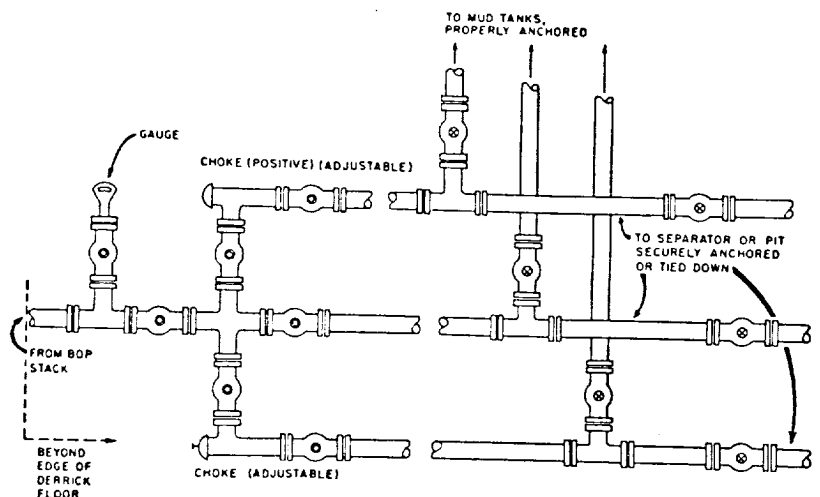 TO MUD TANKS,
PROPERLY ANCHORED
GAUGE
CHOKE (POSITIVE) (ADJUSTABLE)
TO SEPARATOR OR PIT
SECURELY ANCHORED
OR TIED DOWN
FROM BOP
STACK
BEYOND
EDGE OF
DERRICK
FLOOR
CHOKE (ADJUSTABLE)